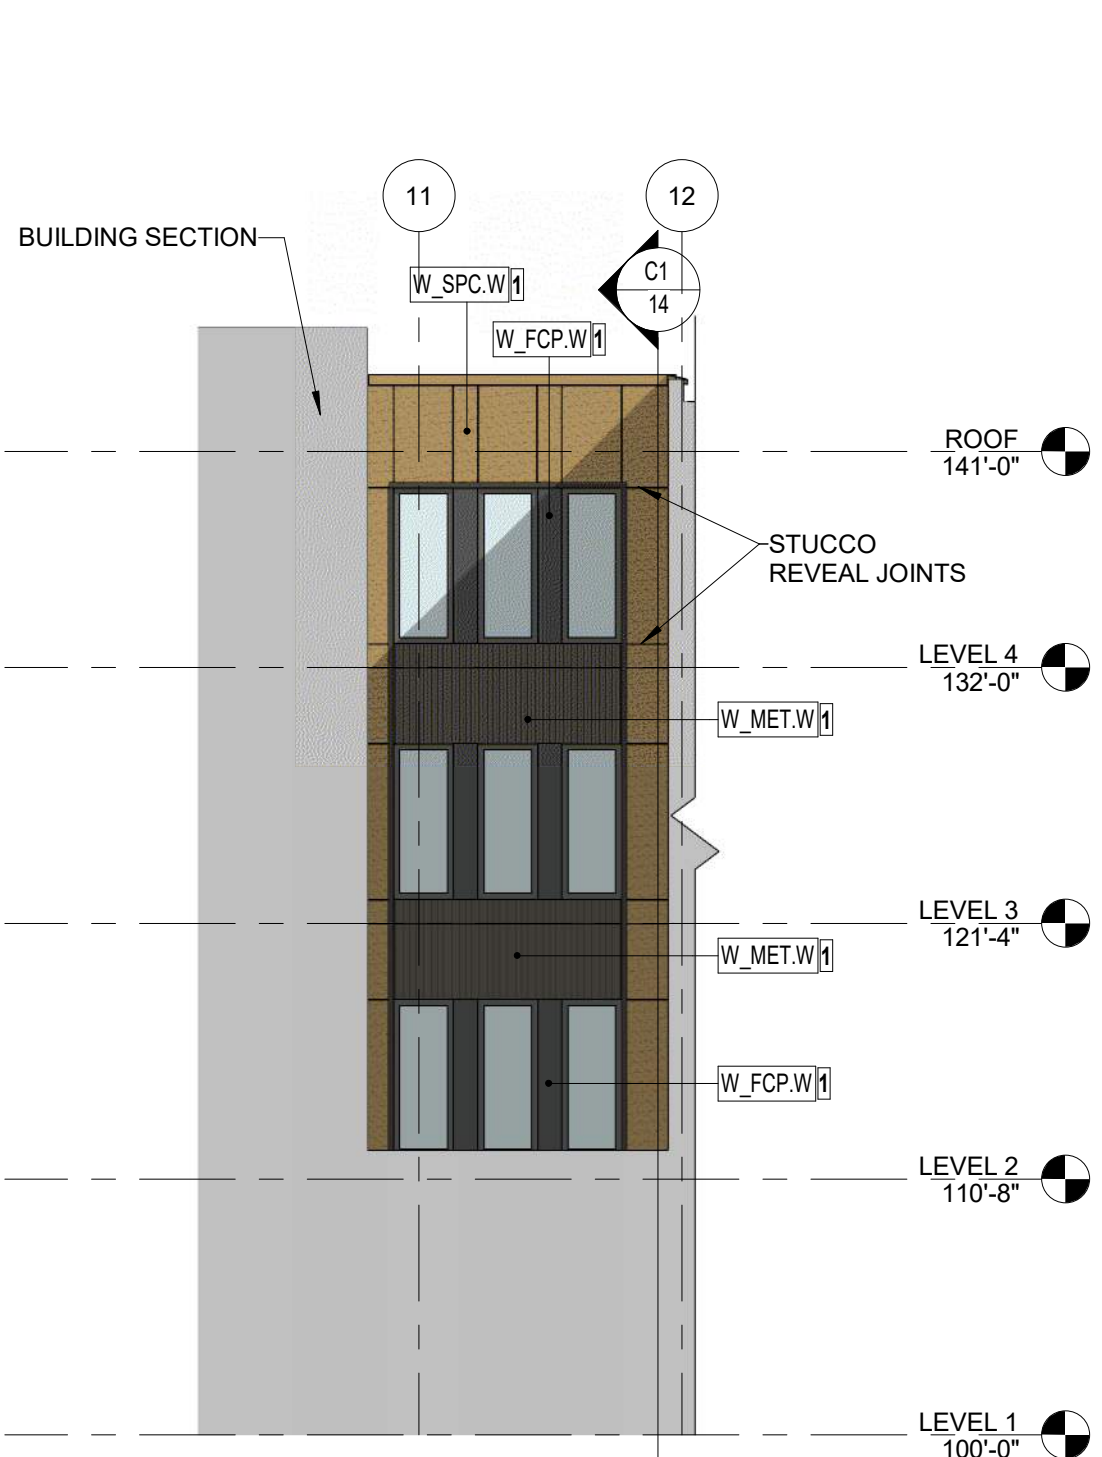 11
12
BUILDING SECTION
C1
14
W_SPC.W 1
W_FCP.W 1
ROOF
141'-0"
STUCCO
REVEAL JOINTS
LEVEL 4
132'-0"
W_MET.W 1
LEVEL 3
121'-4"
W_MET.W 1
W_FCP.W 1
LEVEL 2
110'-8"
LEVEL 1
100'-0"